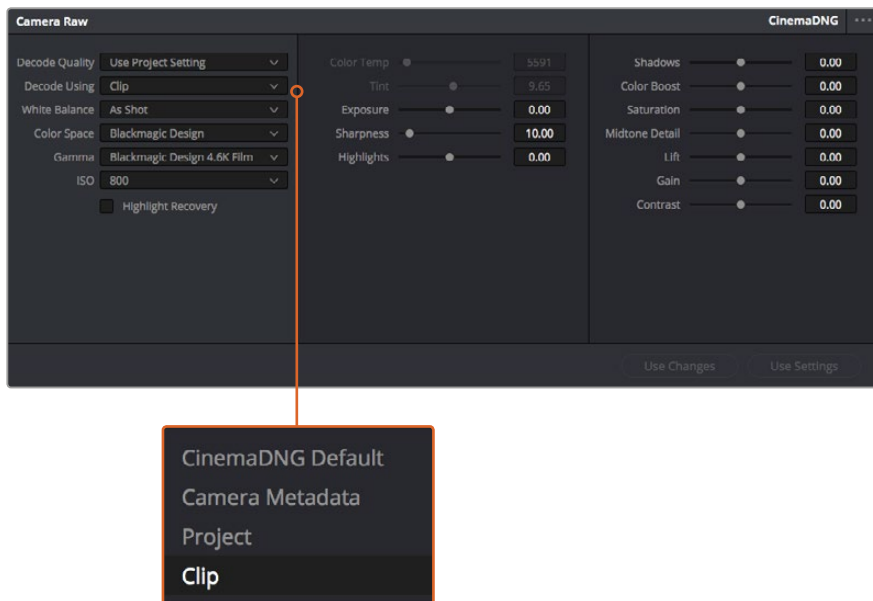 Camera Raw
CinemaDNG
Decode Quality Use Project Setting
Decode Using Clip
White Balance As Shot
Color Space Blackmagic Design
Gamma Blackmagic Design 4.6K Film
ISO 800
Highlight Recovery
Color Temp 5591
Tint 9.65
Exposure 0.00
Sharpness 10.00
Highlights 0.00
Shadows 0.00
Color Boost 0.00
Saturation 0.00
Midtone Detail 0.00
Lift 0.00
Gain 0.00
Contrast 0.00
Use Changes
Use Settings
CinemaDNG Default
Camera Metadata
Project
Clip